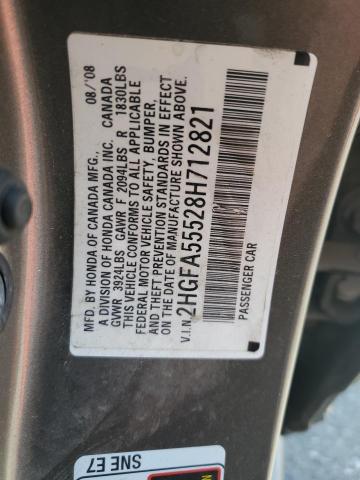 MFD. BY HONDA OF CANADA MFG., 08/'08
A DIV. OF HONDA CANADA INC. CANADA
GVWR 3924LBS GAWR F 2094LBS R 1830LBS
THIS VEHICLE CONFORMS TO ALL APPLICABLE
FEDERAL MOTOR VEHICLE SAFETY, BUMPER,
AND THEFT PREVENTION STANDARDS IN EFFECT
ON THE DATE OF MANUFACTURE SHOWN ABOVE.
V.I.N. 2HGFA55528H712821
PASSENGER CAR
SNE E7